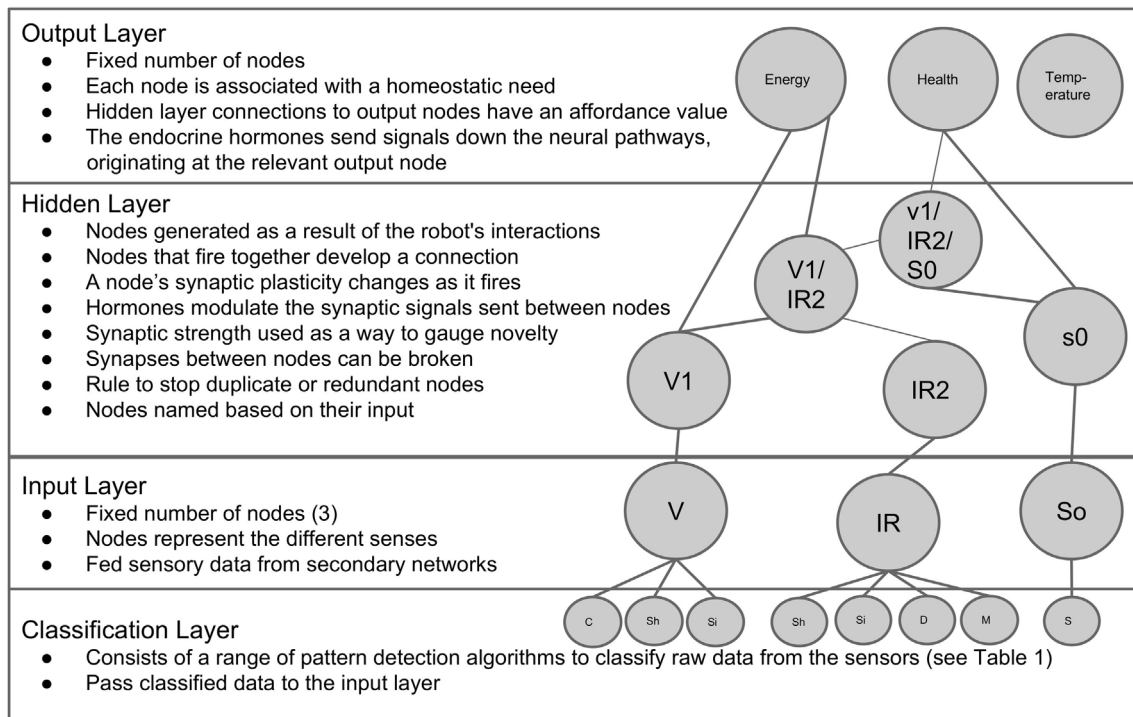 Output Layer
● Fixed number of nodes
● Each node is associated with a homeostatic need
● Hidden layer connections to output nodes have an affordance value
● The endocrine hormones send signals down the neural pathways,
originating at the relevant output node
Energy
Health
Temp-
erature
Hidden Layer
● Nodes generated as a result of the robot's interactions
● Nodes that fire together develop a connection
● A node’s synaptic plasticity changes as it fires
● Hormones modulate the synaptic signals sent between nodes
● Synaptic strength used as a way to gauge novelty
● Synapses between nodes can be broken
● Rule to stop duplicate or redundant nodes
● Nodes named based on their input
v1/
IR2/
S0
V1/
IR2
s0
V1
IR2
Input Layer
● Fixed number of nodes (3)
● Nodes represent the different senses
● Fed sensory data from secondary networks
V
IR
So
C
Sh
Si
Sh
Si
D
M
S
Classification Layer
● Consists of a range of pattern detection algorithms to classify raw data from the sensors (see Table 1)
● Pass classified data to the input layer